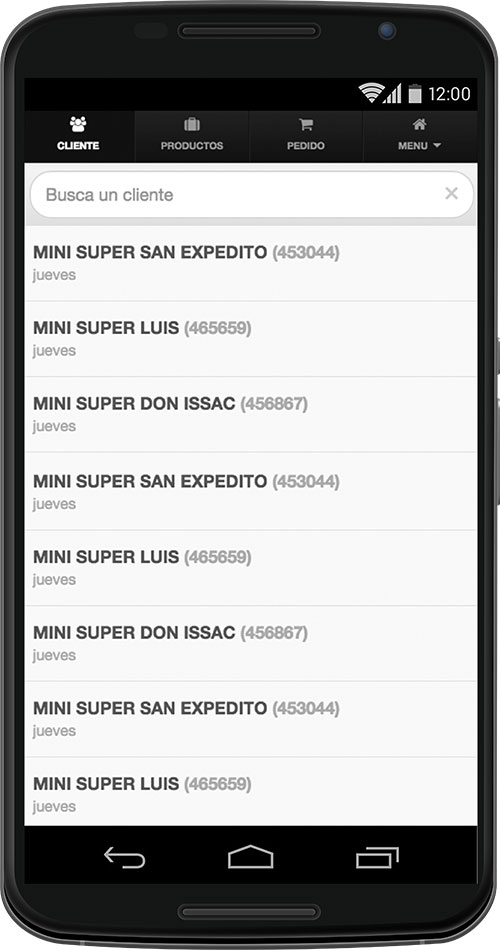 12:00
CLIENTE PRODUCTOS PEDIDO MENU
Busca un cliente
MINI SUPER SAN EXPEDITO (453044)
jueves
MINI SUPER LUIS (465659)
jueves
MINI SUPER DON ISSAC (456867)
jueves
MINI SUPER SAN EXPEDITO (453044)
jueves
MINI SUPER LUIS (465659)
jueves
MINI SUPER DON ISSAC (456867)
jueves
MINI SUPER SAN EXPEDITO (453044)
jueves
MINI SUPER LUIS (465659)
jueves